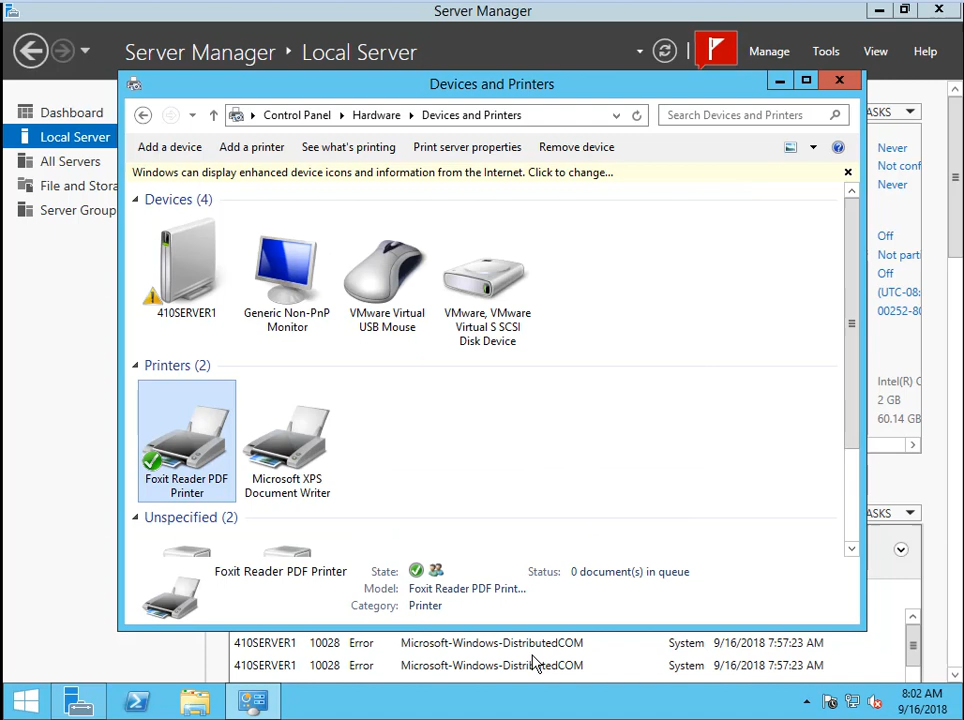 Server Manager
Server Manager Local Server
Manage Tools View Help
Dashboard
Local Server
All Servers
File and Stora
Server Group
Devices and Printers
Control Panel Hardware Devices and Printers
Search Devices and Printers
Add a device Add a printer See what's printing Print server properties Remove device
Windows can display enhanced device icons and information from the Internet. Click to change...
Devices (4)
410SERVER1
Generic Non-PnP
Monitor
VMware Virtual
USB Mouse
VMware, VMware
Virtual S SCSI
Disk Device
Printers (2)
Foxit Reader PDF
Printer
Microsoft XPS
Document Writer
Unspecified (2)
Foxit Reader PDF Printer
State:
Status: 0 document(s) in queue
Model: Foxit Reader PDF Print...
Category: Printer
ASKS
Never
Not conf
Never
Off
Not parti
Off
(UTC-08:
00252-80
Intel(R) C
2 GB
60.14 GB
ASKS
410SERVER1 10028 Error Microsoft-Windows-DistributedCOM System 9/16/2018 7:57:23 AM
410SERVER1 10028 Error Microsoft-Windows-DistributedCOM System 9/16/2018 7:57:23 AM
8:02 AM
9/16/2018